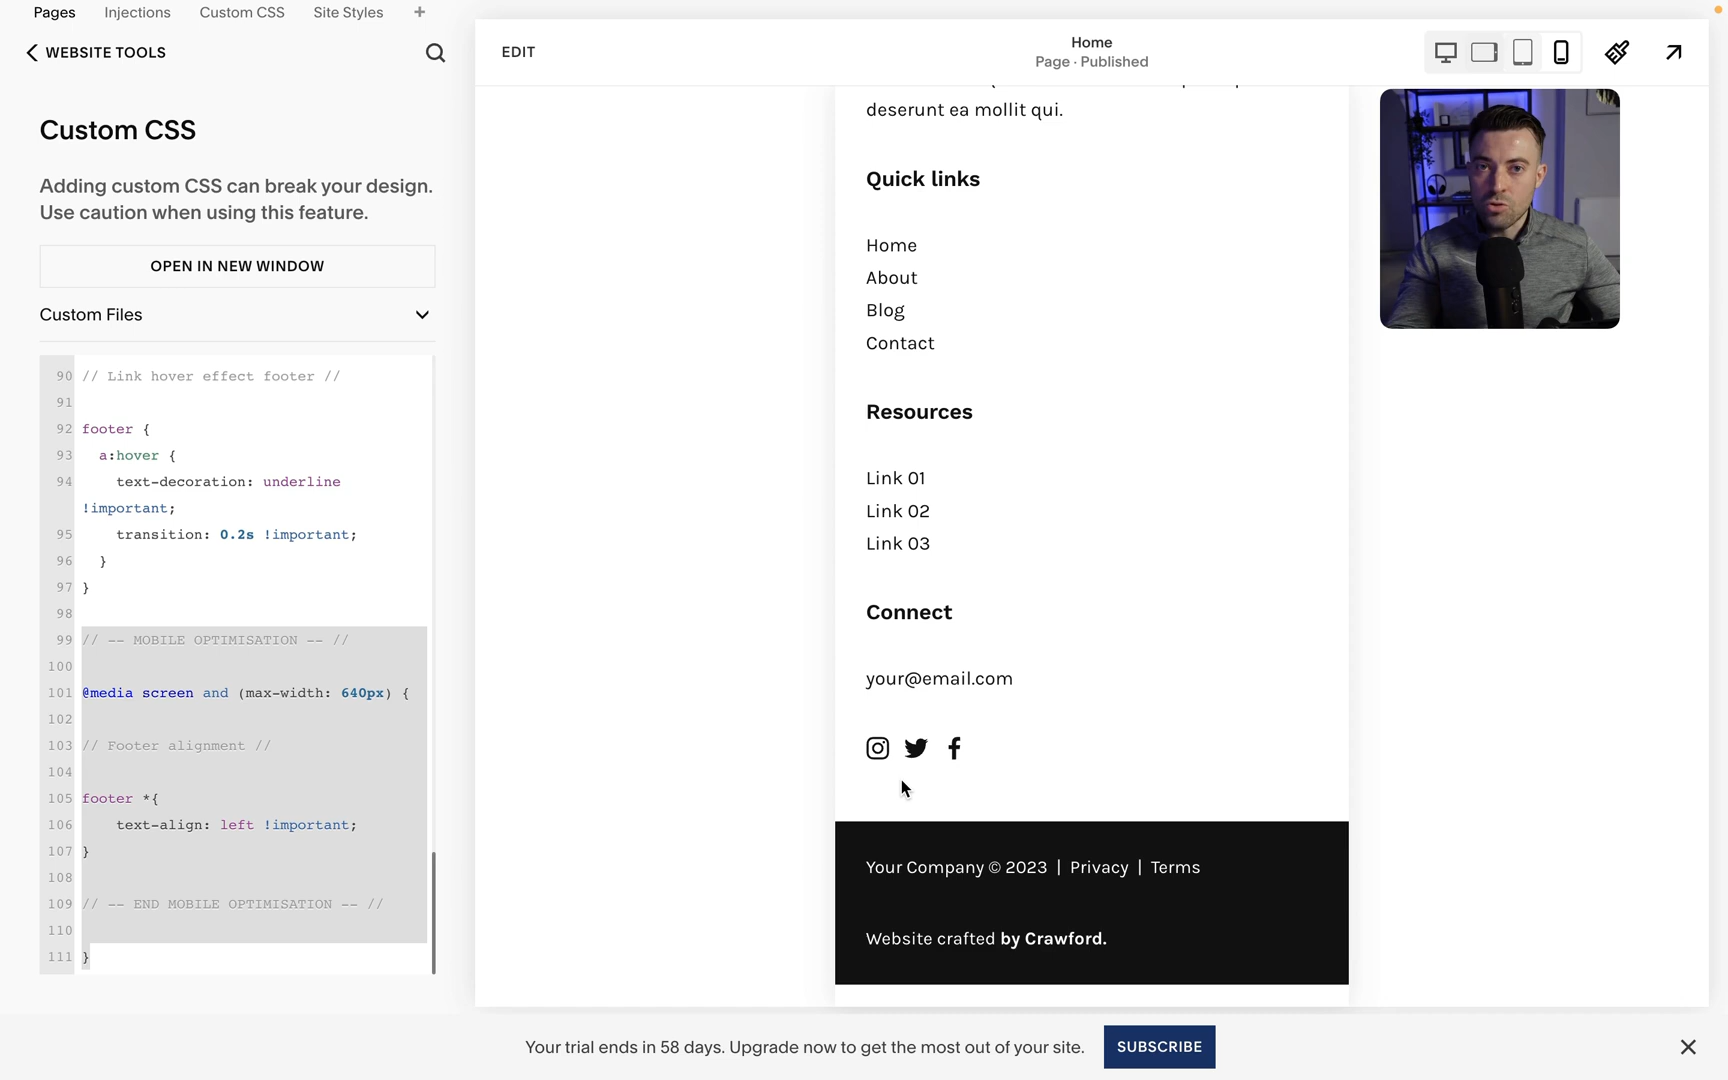 Pages Injections Custom CSS Site Styles +
WEBSITE TOOLS
Custom CSS
Adding custom CSS can break your design.
Use caution when using this feature.
OPEN IN NEW WINDOW
Custom Files
90 // Link hover effect footer //
91
92 footer {
93 a:hover {
94 text-decoration: underline
!important;
95 transition: 0.2s !important;
96 }
97 }
98
99 // -- MOBILE OPTIMISATION -- //
100
101 @media screen and (max-width: 640px) {
102
103 // Footer alignment //
104
105 footer *{
106 text-align: left !important;
107 }
108
109 // -- END MOBILE OPTIMISATION -- //
110
111 }
EDIT
Home
Page · Published
deserunt ea mollit qui.
Quick links
Home
About
Blog
Contact
Resources
Link 01
Link 02
Link 03
Connect
your@email.com
Your Company © 2023 | Privacy | Terms
Website crafted by Crawford.
Your trial ends in 58 days. Upgrade now to get the most out of your site. SUBSCRIBE